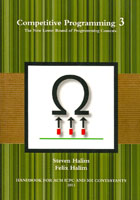 Competitive Programming 3
The New Lower Bound of Programming Contests
Steven Halim
Felix Halim
HANDBOOK FOR ACM ICPC AND IOI CONTESTANTS
2013